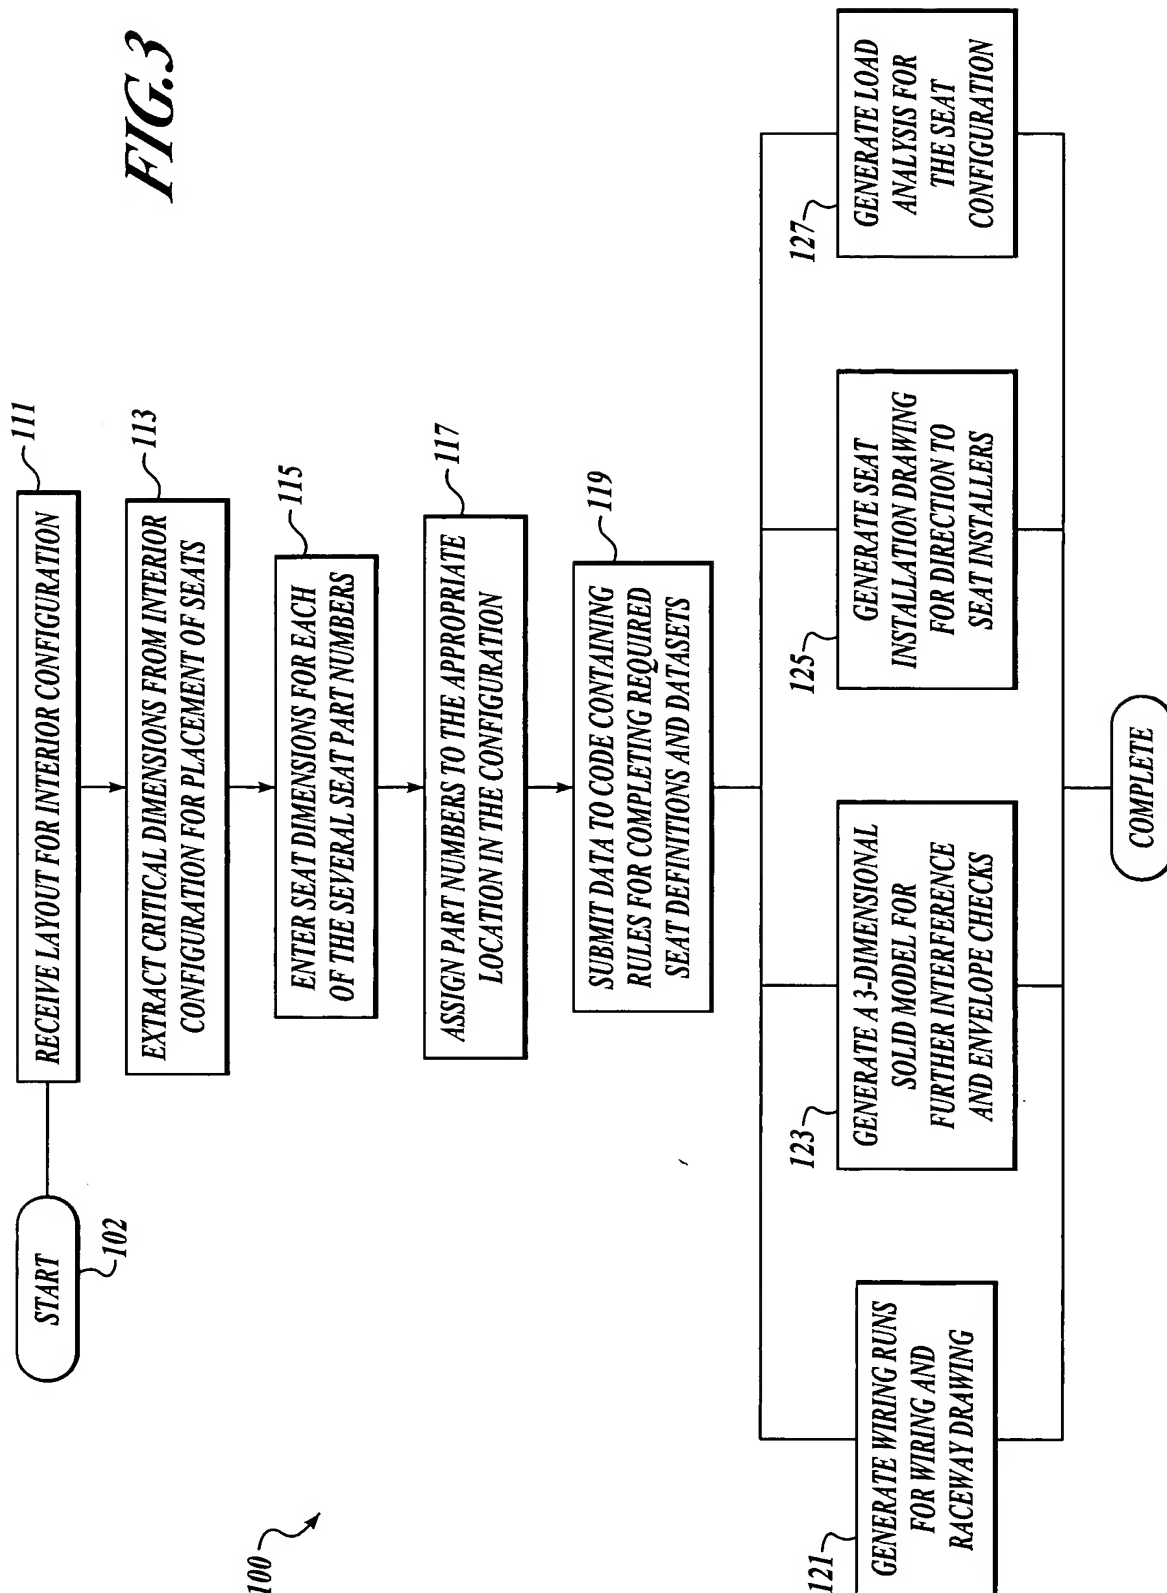 FIG.3
100
START
102
RECEIVE LAYOUT FOR INTERIOR CONFIGURATION
111
EXTRACT CRITICAL DIMENSIONS FROM INTERIOR
CONFIGURATION FOR PLACEMENT OF SEATS
113
ENTER SEAT DIMENSIONS FOR EACH
OF THE SEVERAL SEAT PART NUMBERS
115
ASSIGN PART NUMBERS TO THE APPROPRIATE
LOCATION IN THE CONFIGURATION
117
SUBMIT DATA TO CODE CONTAINING
RULES FOR COMPLETING REQUIRED
SEAT DEFINITIONS AND DATASETS
119
121
GENERATE WIRING RUNS
FOR WIRING AND
RACEWAY DRAWING
123
GENERATE A 3-DIMENSIONAL
SOLID MODEL FOR
FURTHER INTERFERENCE
AND ENVELOPE CHECKS
125
GENERATE SEAT
INSTALLATION DRAWING
FOR DIRECTION TO
SEAT INSTALLERS
127
GENERATE LOAD
ANALYSIS FOR
THE SEAT
CONFIGURATION
COMPLETE